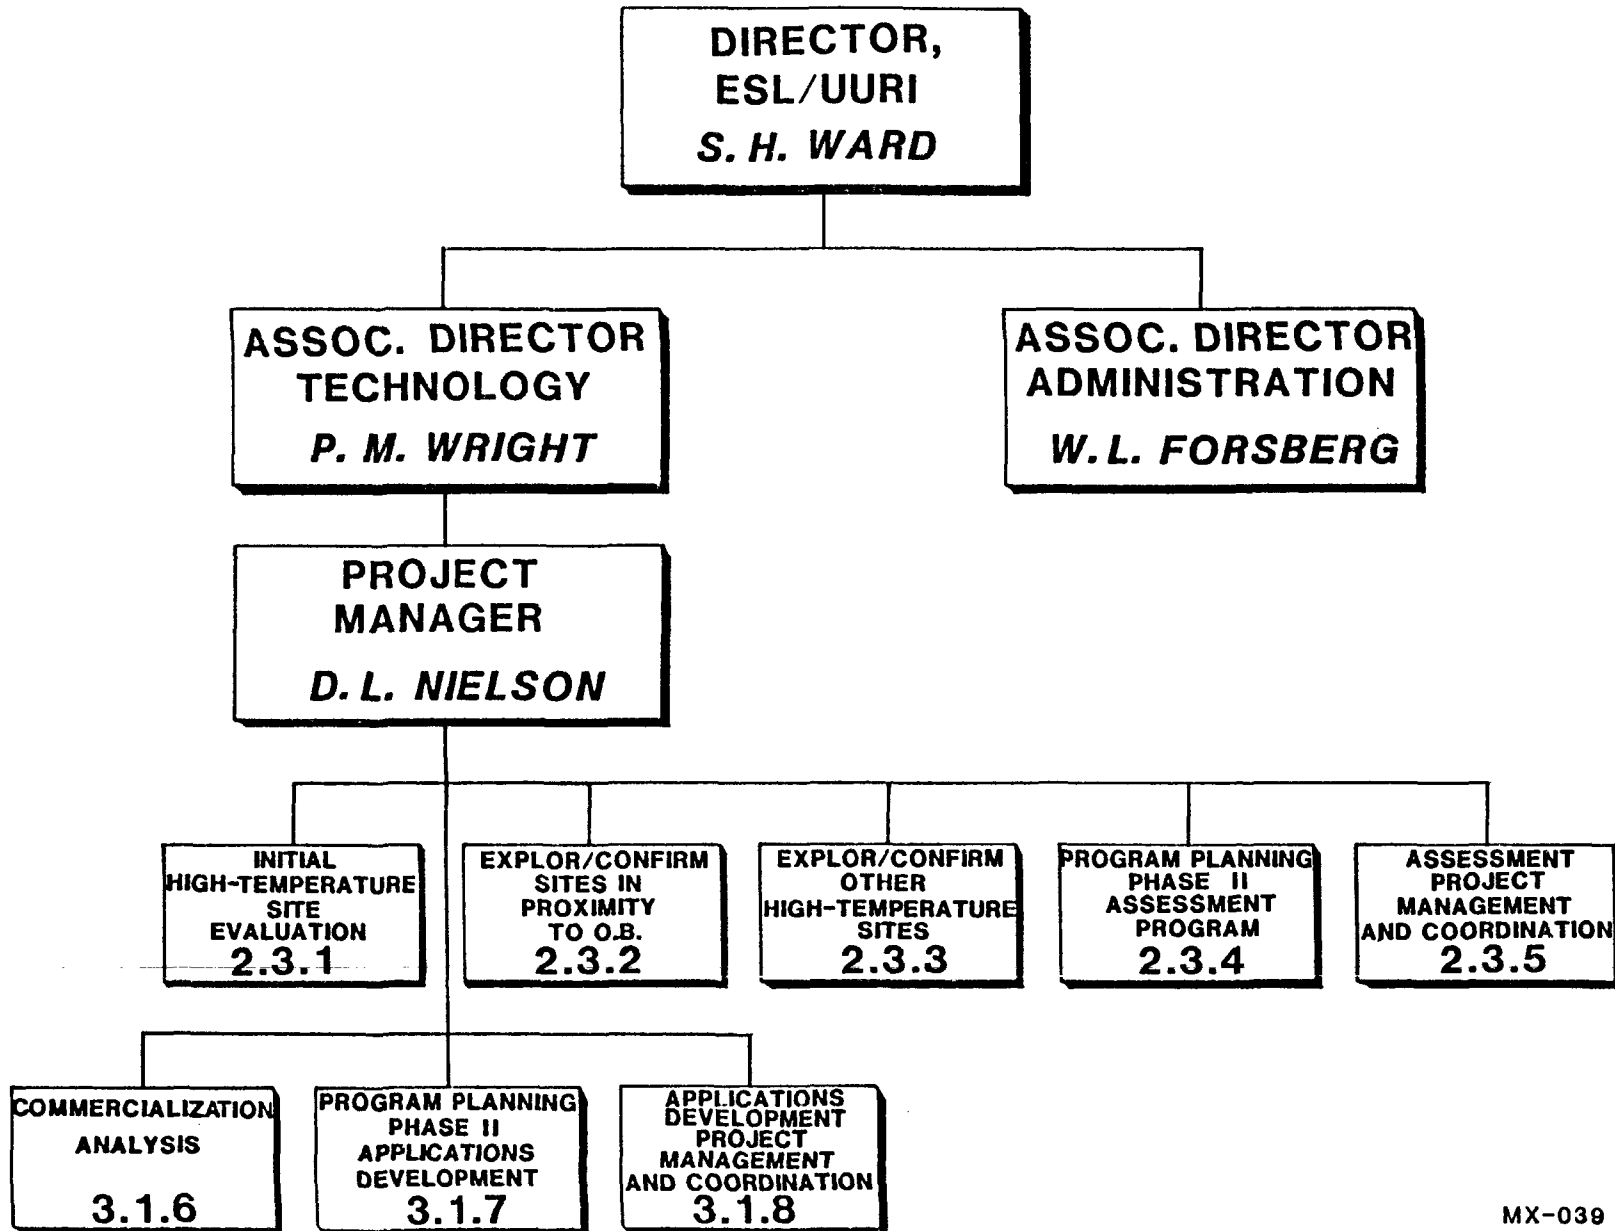 DIRECTOR,
ESL/UURI
S. H. WARD
ASSOC. DIRECTOR
TECHNOLOGY
P. M. WRIGHT
ASSOC. DIRECTOR
ADMINISTRATION
W. L. FORSBERG
PROJECT
MANAGER
D. L. NIELSON
INITIAL
HIGH-TEMPERATURE
SITE
EVALUATION
2.3.1
EXPLOR/CONFIRM
SITES IN
PROXIMITY
TO O.B.
2.3.2
EXPLOR/CONFIRM
OTHER
HIGH-TEMPERATURE
SITES
2.3.3
PROGRAM PLANNING
PHASE II
ASSESSMENT
PROGRAM
2.3.4
ASSESSMENT
PROJECT
MANAGEMENT
AND COORDINATION
2.3.5
COMMERCIALIZATION
ANALYSIS
3.1.6
PROGRAM PLANNING
PHASE II
APPLICATIONS
DEVELOPMENT
3.1.7
APPLICATIONS
DEVELOPMENT
PROJECT
MANAGEMENT
AND COORDINATION
3.1.8
MX-039